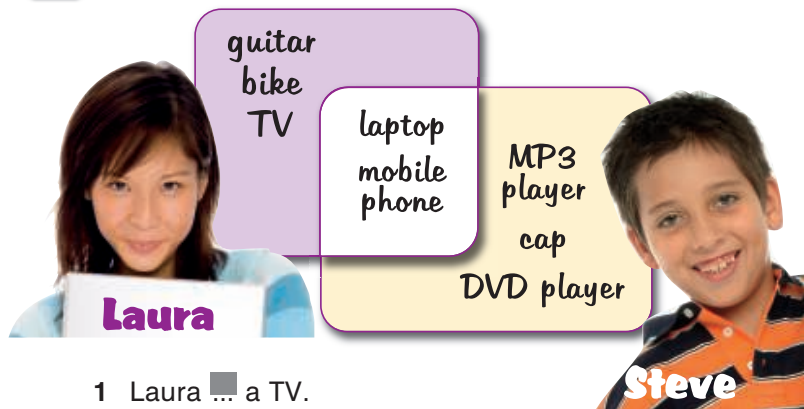 guitar
bike
TV
laptop
mobile
phone
MP3
player
cap
DVD player
Laura
Steve
1 Laura ... a TV.